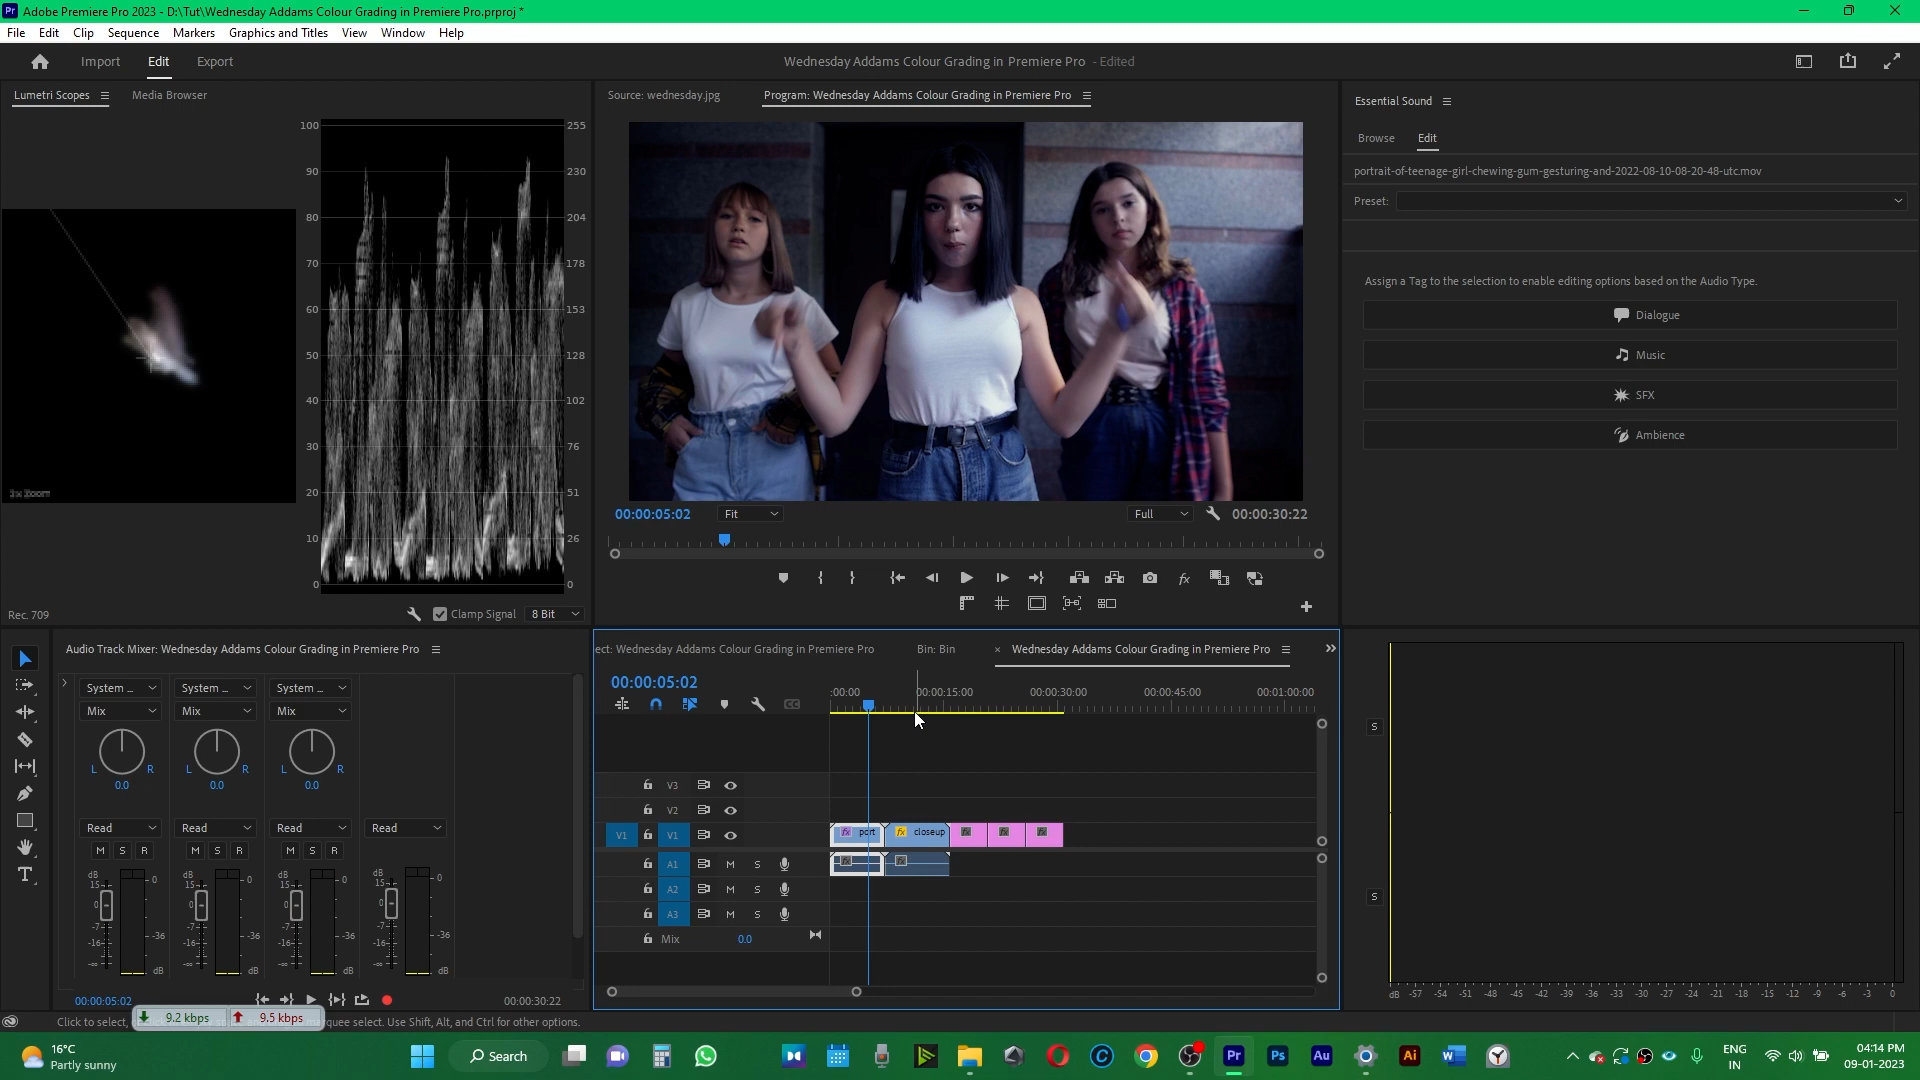 Adobe Premiere Pro 2023 - D:\Tut\Wednesday Addams Colour Grading in Premiere Pro.prproj *
File Edit Clip Sequence Markers Graphics and Titles View Window Help
Import Edit Export
Wednesday Addams Colour Grading in Premiere Pro - Edited
Lumetri Scopes
Media Browser
Source: wednesday.jpg
Program: Wednesday Addams Colour Grading in Premiere Pro
Essential Sound
Browse
Edit
portrait-of-teenage-girl-chewing-gum-gesturing-and-2022-08-10-08-20-48-utc.mov
Preset:
Assign a Tag to the selection to enable editing options based on the Audio Type.
Dialogue
Music
SFX
Ambience
100 255
90 230
80 204
70 178
60 153
50 128
40 102
30 76
20 51
10 26
0 0
Rec. 709
Clamp Signal
8 Bit
00:00:05:02
Fit
Full
00:00:30:22
Audio Track Mixer: Wednesday Addams Colour Grading in Premiere Pro
System ... System ... System ...
Mix Mix Mix
L R L R L R
0.0 0.0 0.0
Read Read Read Read
M S R M S R M S R
dB dB dB dB
15 15 15 15
0 0 0 0 0 0 0 0
-7 -7 -7 -7
-36 -36 -36 -36
-16 -16 -16 -16
-∞ -∞ -∞ -∞
dB dB dB dB
00:00:05:02
00:00:30:22
ect: Wednesday Addams Colour Grading in Premiere Pro
Bin: Bin
× Wednesday Addams Colour Grading in Premiere Pro
00:00:05:02
:00:00 00:00:15:00 00:00:30:00 00:00:45:00 00:01:00:00
V3
V2
V1 V1 fx port fx closeup fx fx fx
A1 M S fx fx
A2 M S
A3 M S
Mix 0.0
S
S
dB -57 -54 -51 -48 -45 -42 -39 -36 -33 -30 -27 -24 -21 -18 -15 -12 -9 -6 -3 0
9.2 kbps 9.5 kbps
Click to select, quee select. Use Shift, Alt, and Ctrl for other options.
16°C
Partly sunny
Search
Pr Ps Au Ai W
ENG
IN
04:14 PM
09-01-2023